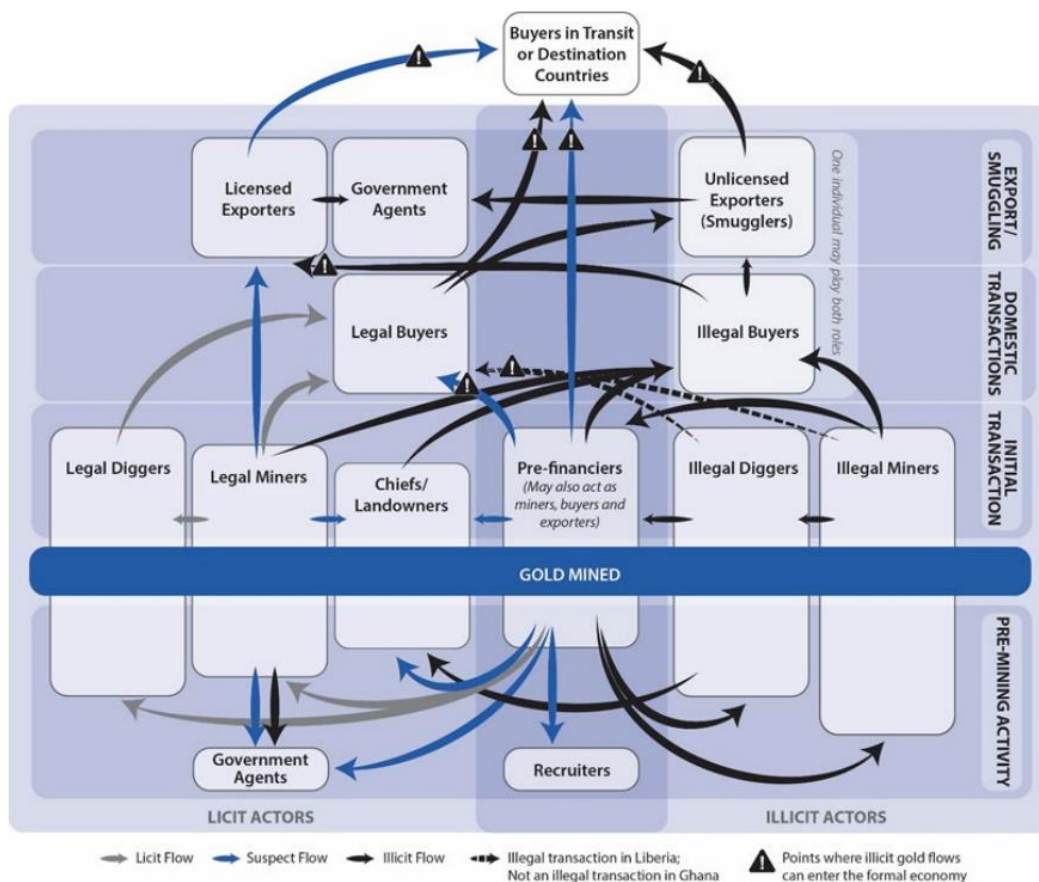 Buyers in Transit
or Destination
Countries
Licensed
Exporters
Government
Agents
Unlicensed
Exporters
(Smugglers)
One individual may play both roles
EXPORT/
SMUGGLING
Legal Buyers
Illegal Buyers
DOMESTIC
TRANSACTIONS
Legal Diggers
Legal Miners
Chiefs/
Landowners
Pre-financiers
(May also act as
miners, buyers and
exporters)
Illegal Diggers
Illegal Miners
INITIAL
TRANSACTION
GOLD MINED
PRE-MINING ACTIVITY
Government
Agents
Recruiters
LICIT ACTORS
ILLICIT ACTORS
Licit Flow
Suspect Flow
Illicit Flow
Illegal transaction in Liberia;
Not an illegal transaction in Ghana
Points where illicit gold flows
can enter the formal economy